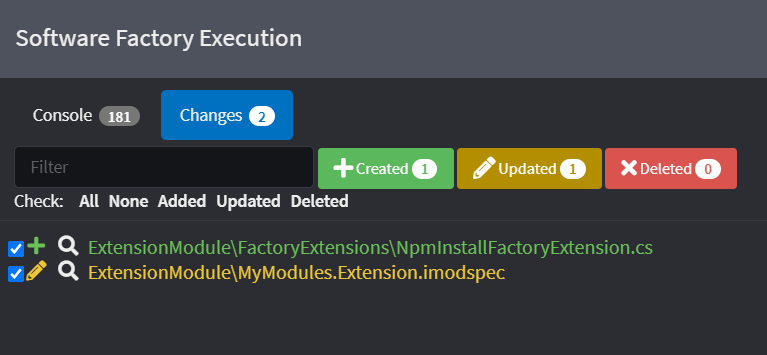 Software Factory Execution
Console 181 Changes 2
Filter Created 1 Updated 1 Deleted 0
Check: All None Added Updated Deleted
ExtensionModule\FactoryExtensions\NpmInstallFactoryExtension.cs
ExtensionModule\MyModules.Extension.imodspec